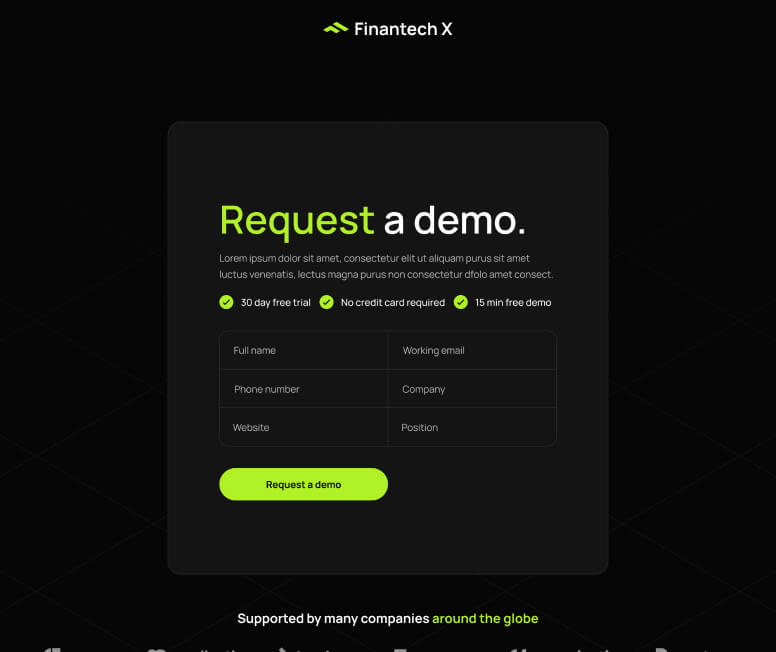 Finantech X
Request a demo.
Lorem ipsum dolor sit amet, consectetur elit ut aliquam purus sit amet
luctus venenatis, lectus magna purus non consectetur dfolo amet consect.
30 day free trial No credit card required 15 min free demo
Full name Working email
Phone number Company
Website Position
Request a demo
Supported by many companies around the globe